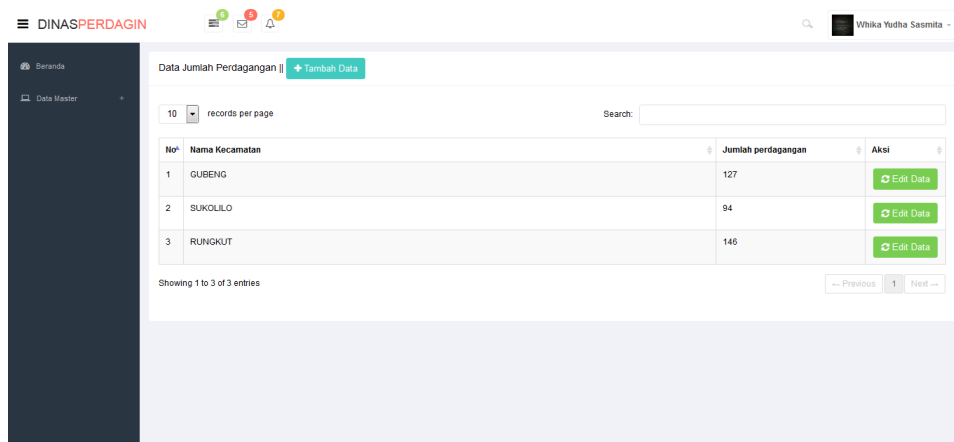 DINASPERDAGIN 6 5 7 Whika Yudha Sasmita
Beranda
Data Master +
Data Jumlah Perdagangan || + Tambah Data
10 records per page Search:
No Nama Kecamatan Jumlah perdagangan Aksi
1 GUBENG 127 Edit Data
2 SUKOLILO 94 Edit Data
3 RUNGKUT 146 Edit Data
Showing 1 to 3 of 3 entries ← Previous 1 Next →